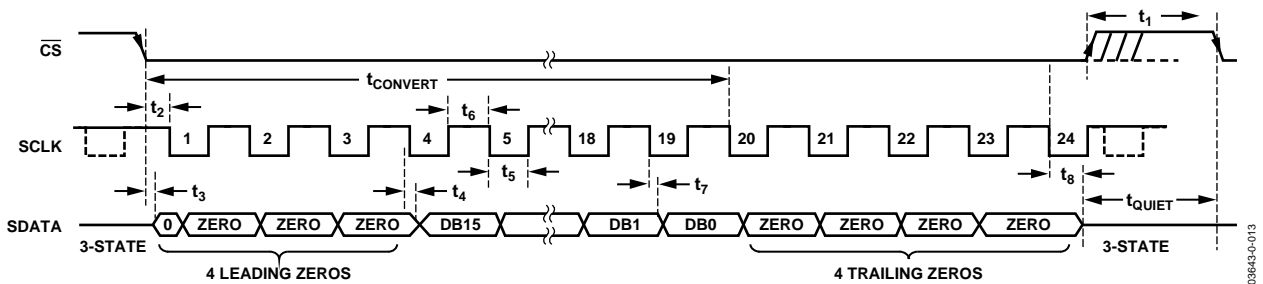 t1
CS
tCONVERT
t2
t6
1 2 3 4 5 18 19 20 21 22 23 24
SCLK
t3
t4
t5
t7
t8
tQUIET
SDATA
0 ZERO ZERO ZERO DB15 DB1 DB0 ZERO ZERO ZERO ZERO
3-STATE
3-STATE
4 LEADING ZEROS
4 TRAILING ZEROS
03643-0-013